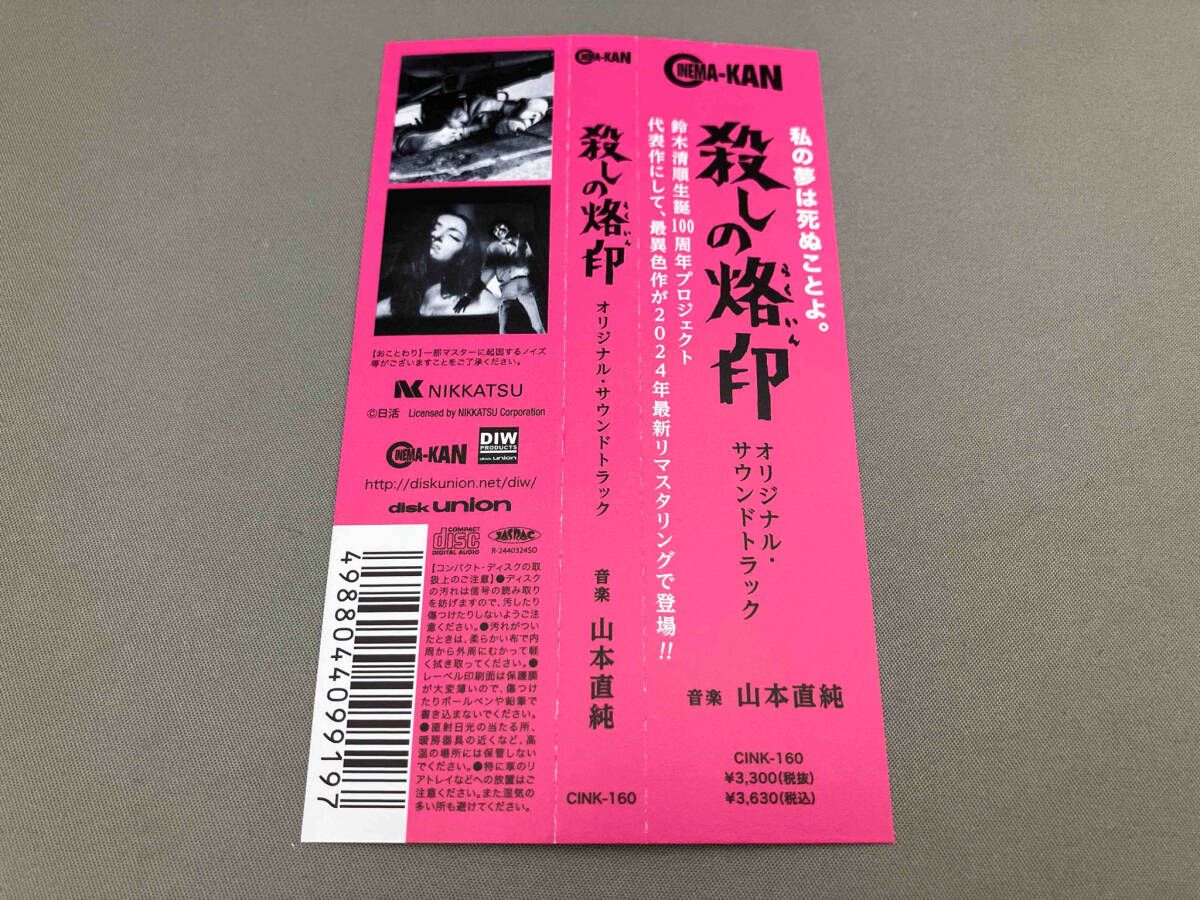 CINEMA-KAN
私の夢は死ぬことよ。
殺しの烙印
らくいん
オリジナル・
サウンドトラック
鈴木清順生誕100周年プロジェクト
代表作にして、最異色作が2024年最新リマスタリングで登場!!
音楽 山本直純
CINK-160
¥3,300(税抜)
¥3,630(税込)
CINEMA-KAN
殺しの烙印
らくいん
オリジナル・サウンドトラック
音楽 山本直純
CINK-160
【おことわり】一部マスターに起因するノイズ
等がございますことをご了承ください。
NIKKATSU
©日活 Licensed by NIKKATSU Corporation
CINEMA-KAN
DIW
PRODUCTS
disk union
http://diskunion.net/diw/
disk union
COMPACT
disc
DIGITAL AUDIO
JASRAC
R-2440324SO
【コンパクト・ディスクの取
扱上のご注意】●ディスク
の汚れは信号の読み取り
を妨げますので、汚したり
傷つけたりしないようご注
意ください。●汚れがつい
たときは、柔らかい布で内
周から外周にむかって軽
く拭き取ってください。●
レーベル印刷面は保護膜
が大変薄いので、傷つけ
たりボールペンや鉛筆で
書き込まないでください。
●直射日光の当たる所、
暖房器具の近くなど、高
温の場所には保管しない
でください。●特に車のリ
アトレイなどへの放置はご
注意ください。また湿気の
多い所も避けてください。
4988044099197